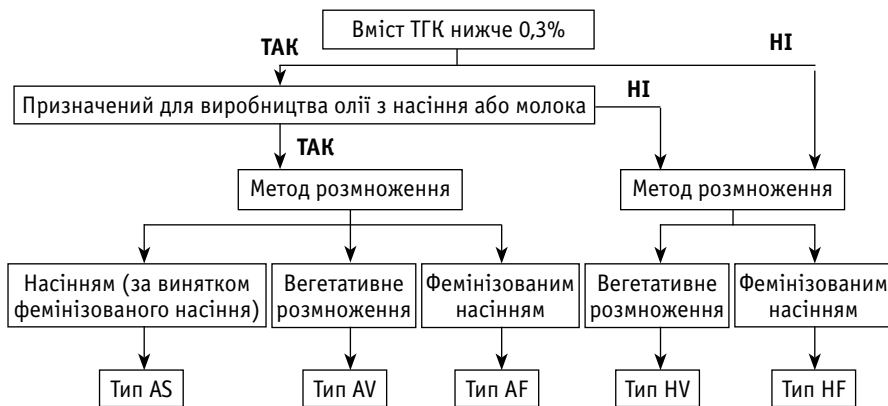 Вміст ТГК нижче 0,3%
ТАК
НІ
Призначений для виробництва олії з насіння або молока
НІ
ТАК
Метод розмноження
Метод розмноження
Насінням (за винятком
фемінізованого насіння)
Вегетативне
розмноження
Фемінізованим
насінням
Вегетативне
розмноження
Фемінізованим
насінням
Тип AS
Тип AV
Тип AF
Тип HV
Тип HF